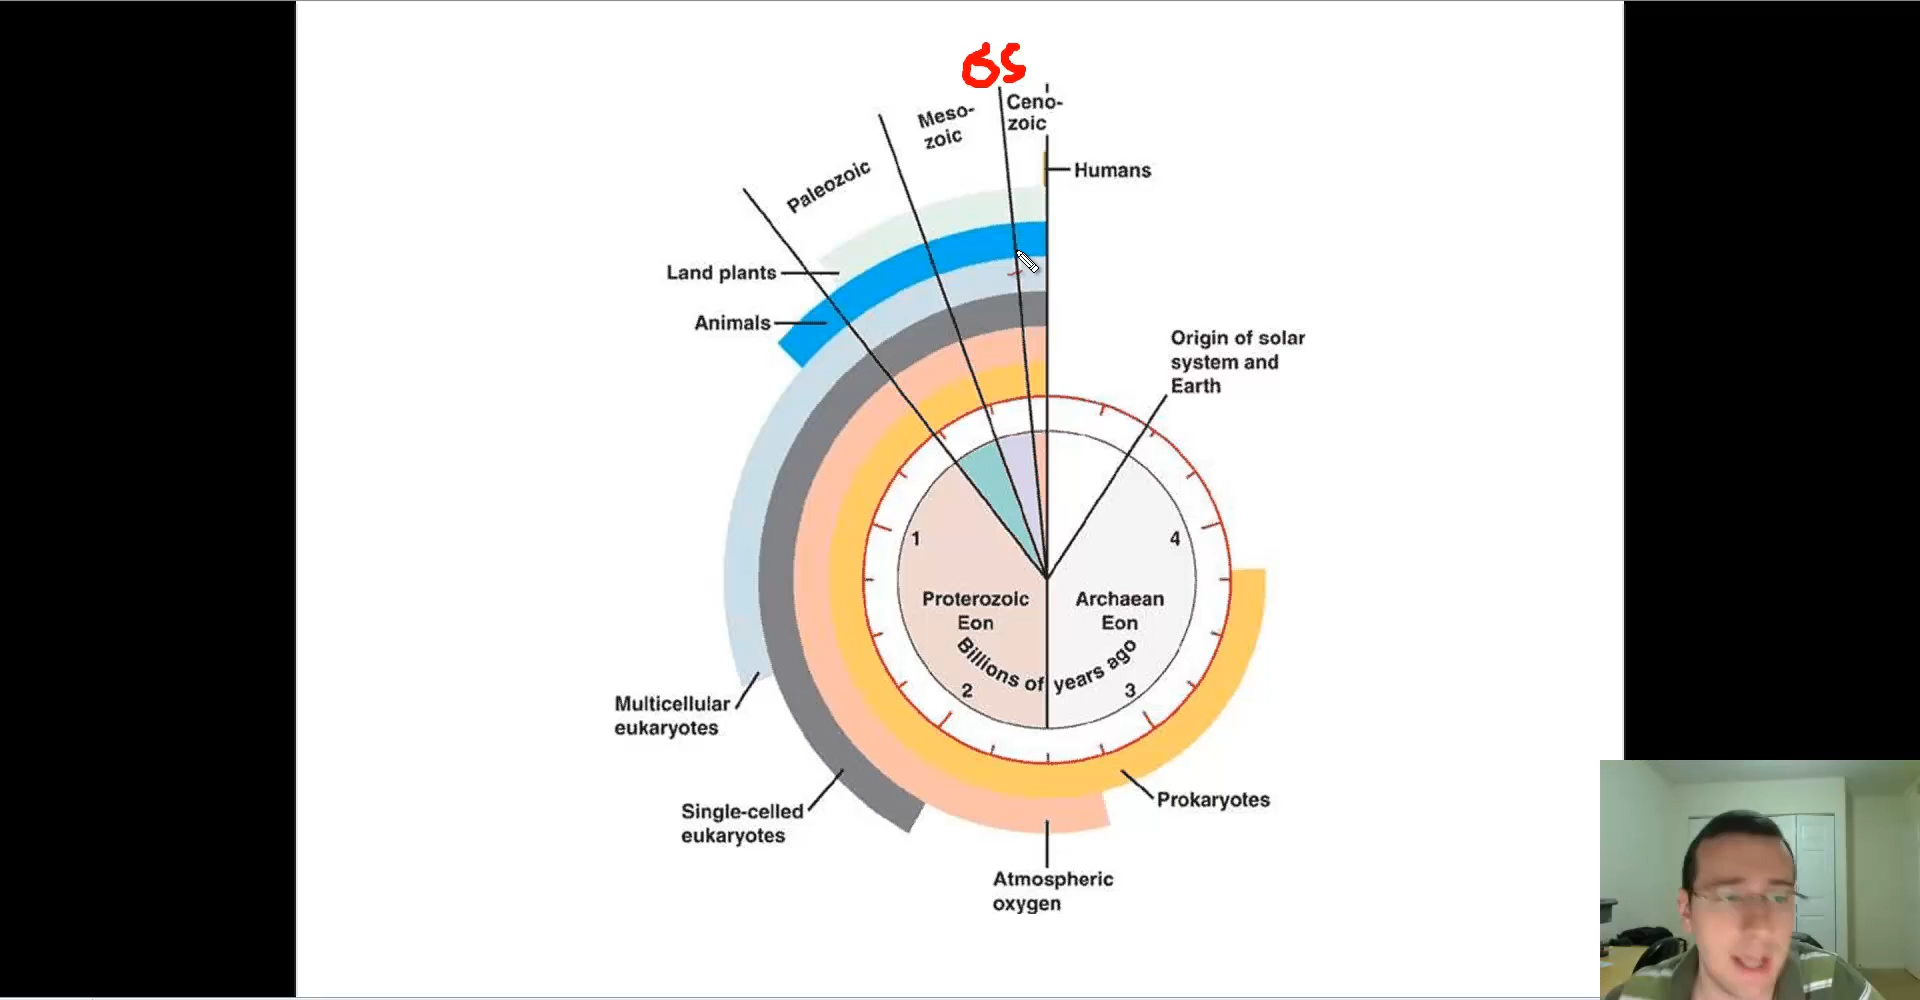 65
Ceno-
zoic
Meso-
zoic
Paleozoic
Humans
Land plants
Animals
Origin of solar
system and
Earth
1
4
Proterozoic
Eon
Archaean
Eon
Billions of years ago
2
3
Multicellular
eukaryotes
Single-celled
eukaryotes
Prokaryotes
Atmospheric
oxygen